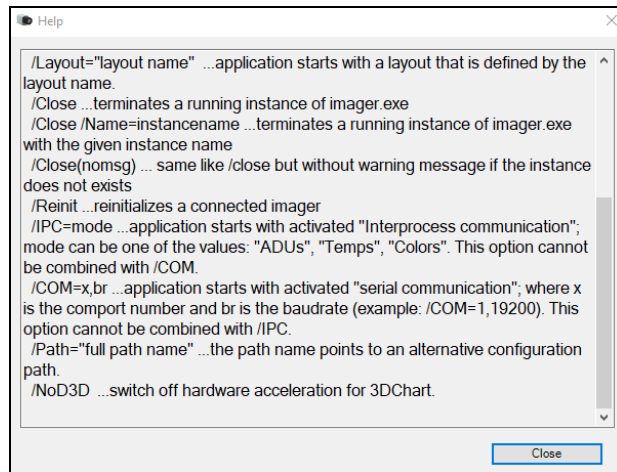 Help
/Layout="layout name" ...application starts with a layout that is defined by the
layout name.
/Close ...terminates a running instance of imager.exe
/Close /Name=instancename ...terminates a running instance of imager.exe
with the given instance name
/Close(nomsg) ... same like /close but without warning message if the instance
does not exists
/Reinit ...reinitializes a connected imager
/IPC=mode ...application starts with activated "Interprocess communication";
mode can be one of the values: "ADUs", "Temps", "Colors". This option cannot
be combined with /COM.
/COM=x,br ...application starts with activated "serial communication"; where x
is the comport number and br is the baudrate (example: /COM=1,19200). This
option cannot be combined with /IPC.
/Path="full path name" ...the path name points to an alternative configuration
path.
/NoD3D ...switch off hardware acceleration for 3DChart.
Close